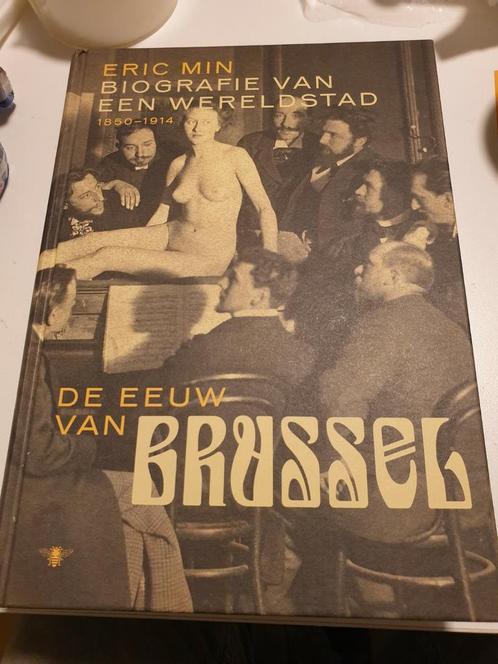 ERIC MIN
BIOGRAFIE VAN
EEN WERELDSTAD
1850-1914
DE EEUW
VAN BRUSSEL